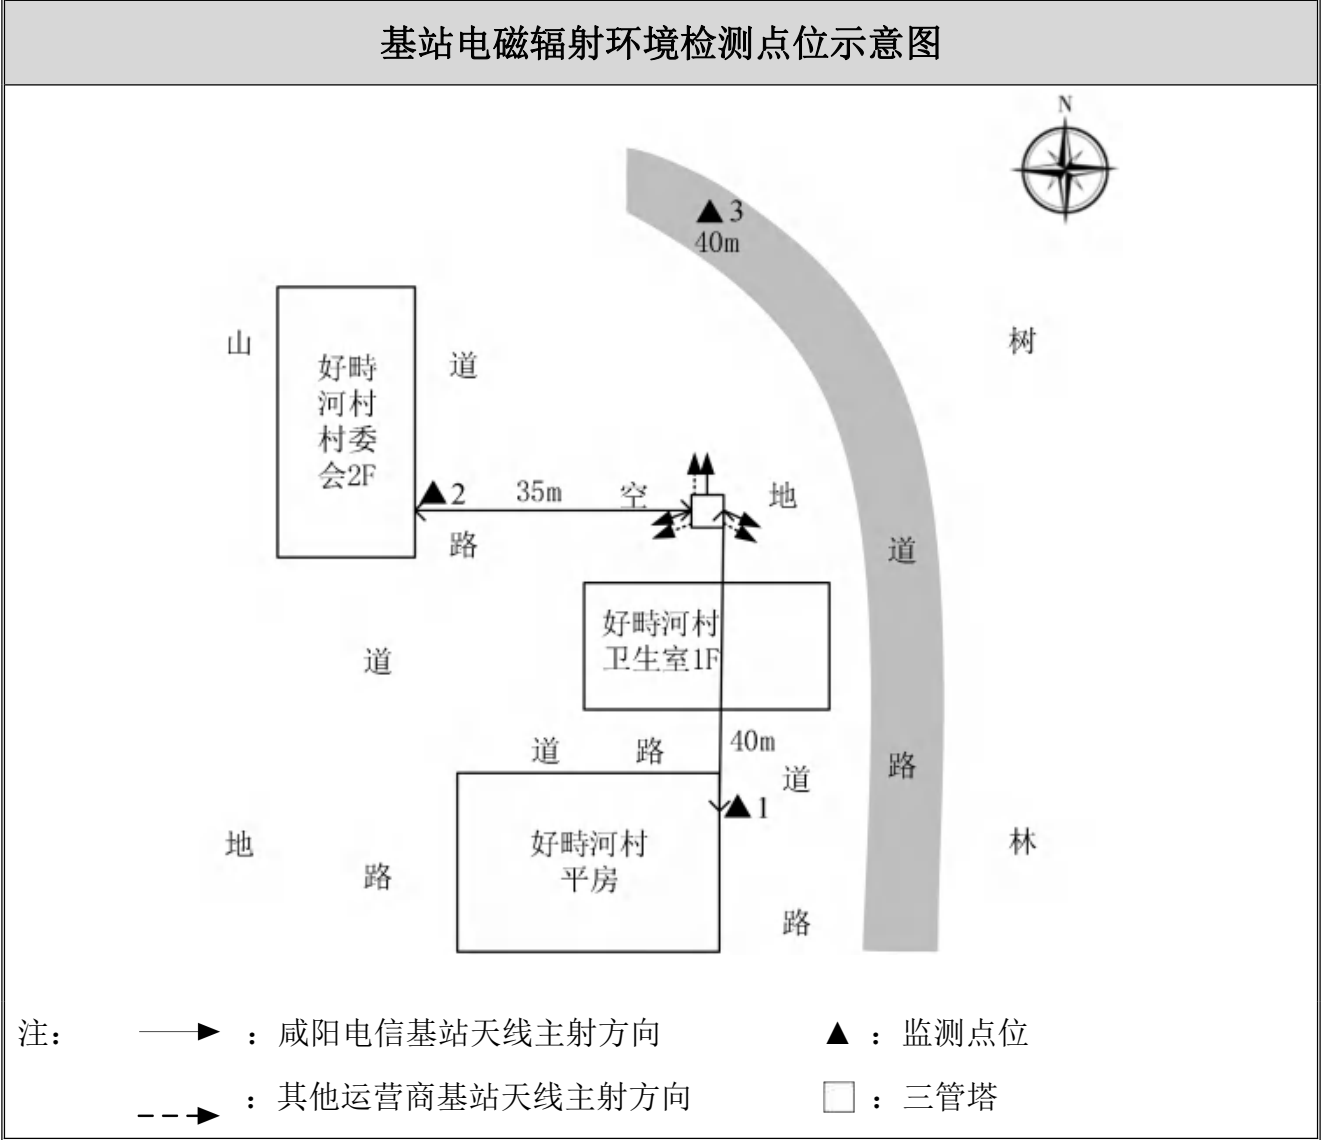 基站电磁辐射环境检测点位示意图
N
▲3
40m
山
树
道
好畤
河村
村委
会2F
▲2
35m
空
地
路
道
好畤河村
卫生室1F
道
道
路
40m
道
路
▲1
好畤河村
平房
地
路
林
路
注：
：咸阳电信基站天线主射方向
▲：监测点位
：其他运营商基站天线主射方向
：三管塔